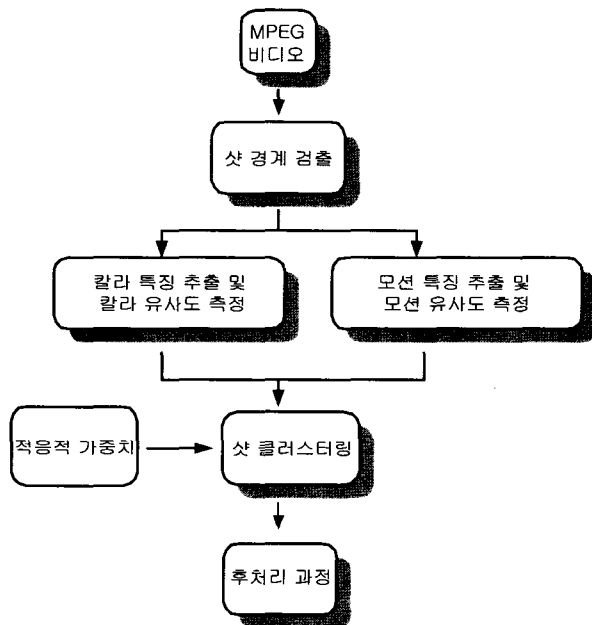 MPEG
비디오
샷 경계 검출
칼라 특징 추출 및
칼라 유사도 측정
모션 특징 추출 및
모션 유사도 측정
적응적 가중치
샷 클러스터링
후처리 과정